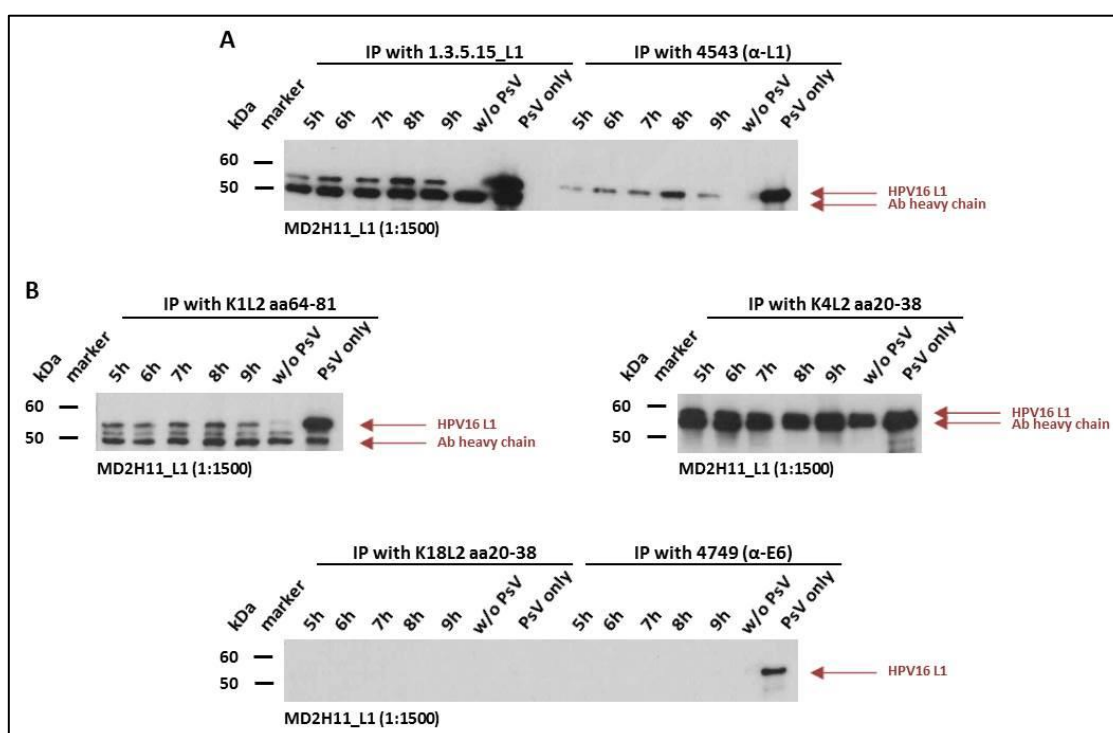 A
IP with 1.3.5.15_L1 IP with 4543 (α-L1)
kDa marker 5h 6h 7h 8h 9h w/o PsV PsV only 5h 6h 7h 8h 9h w/o PsV PsV only
60
50
HPV16 L1
Ab heavy chain
MD2H11_L1 (1:1500)
B
IP with K1L2 aa64-81
kDa marker 5h 6h 7h 8h 9h w/o PsV PsV only
60
50
HPV16 L1
Ab heavy chain
MD2H11_L1 (1:1500)
IP with K4L2 aa20-38
kDa marker 5h 6h 7h 8h 9h w/o PsV PsV only
60
50
HPV16 L1
Ab heavy chain
MD2H11_L1 (1:1500)
IP with K18L2 aa20-38 IP with 4749 (α-E6)
kDa marker 5h 6h 7h 8h 9h w/o PsV PsV only 5h 6h 7h 8h 9h w/o PsV PsV only
60
50
HPV16 L1
MD2H11_L1 (1:1500)